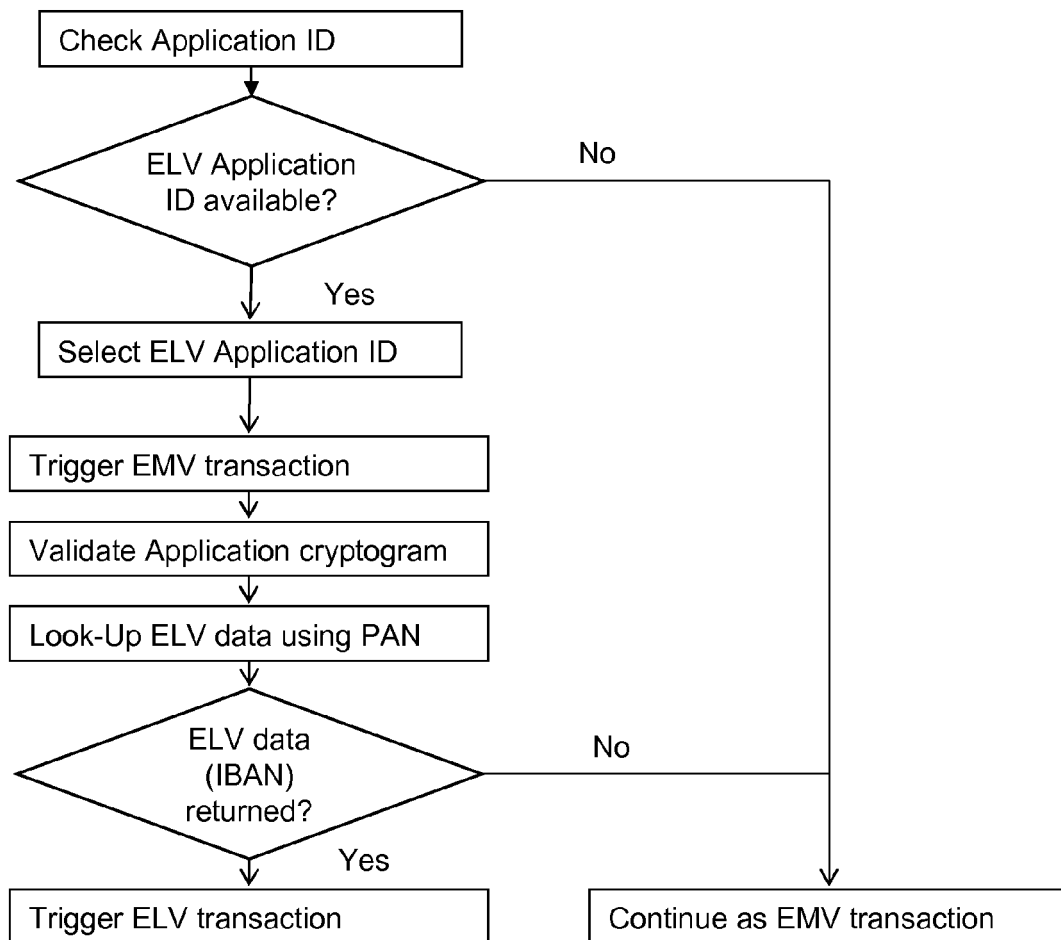 Check Application ID
ELV Application
ID available?
No
Yes
Select ELV Application ID
Trigger EMV transaction
Validate Application cryptogram
Look-Up ELV data using PAN
ELV data
(IBAN)
returned?
No
Yes
Trigger ELV transaction
Continue as EMV transaction